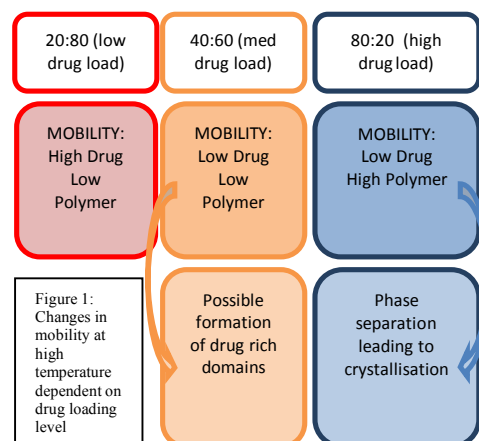 20:80 (low
drug load)
40:60 (med
drug load)
80:20 (high
drug load)
MOBILITY:
High Drug
Low
Polymer
MOBILITY:
Low Drug
Low
Polymer
MOBILITY:
Low Drug
High Polymer
Figure 1:
Changes in
mobility at
high
temperature
dependent on
drug loading
level
Possible
formation
of drug rich
domains
Phase
separation
leading to
crystallisation